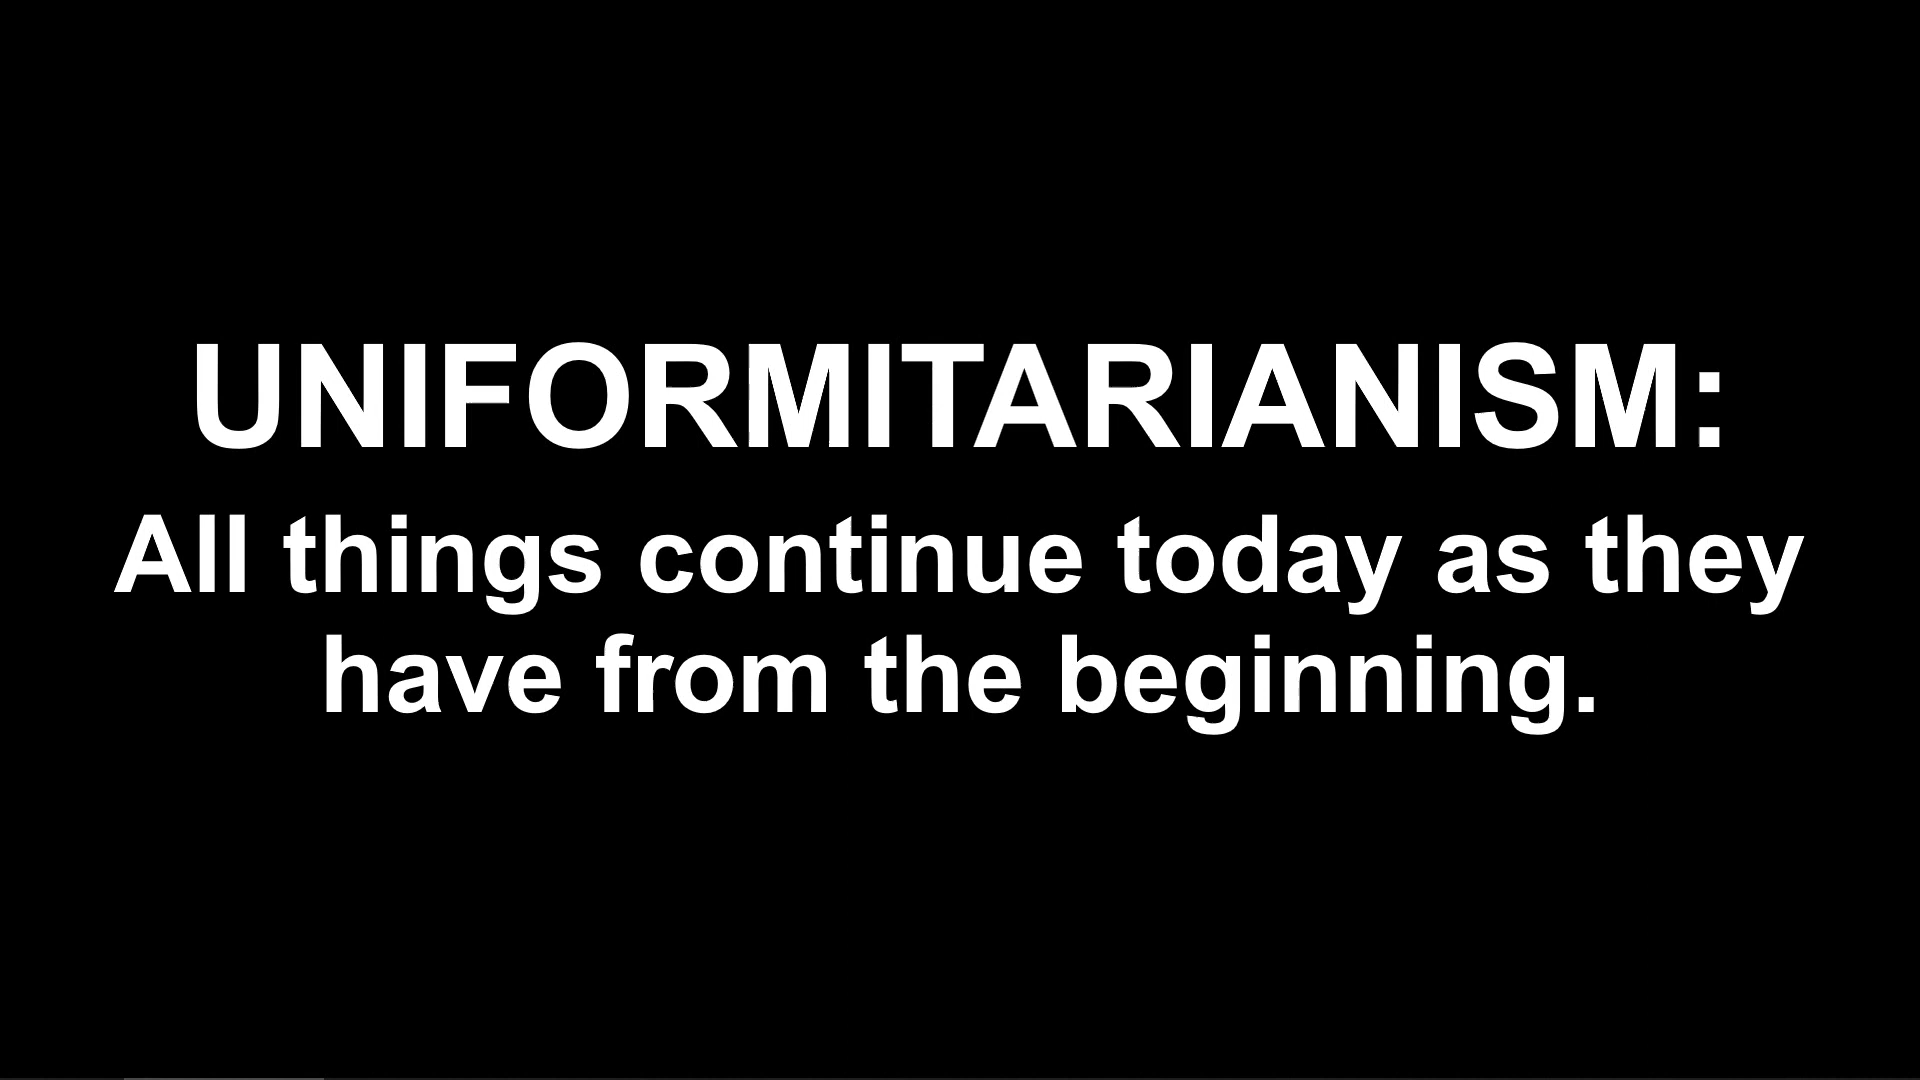 UNIFORMITARIANISM:
All things continue today as they
have from the beginning.